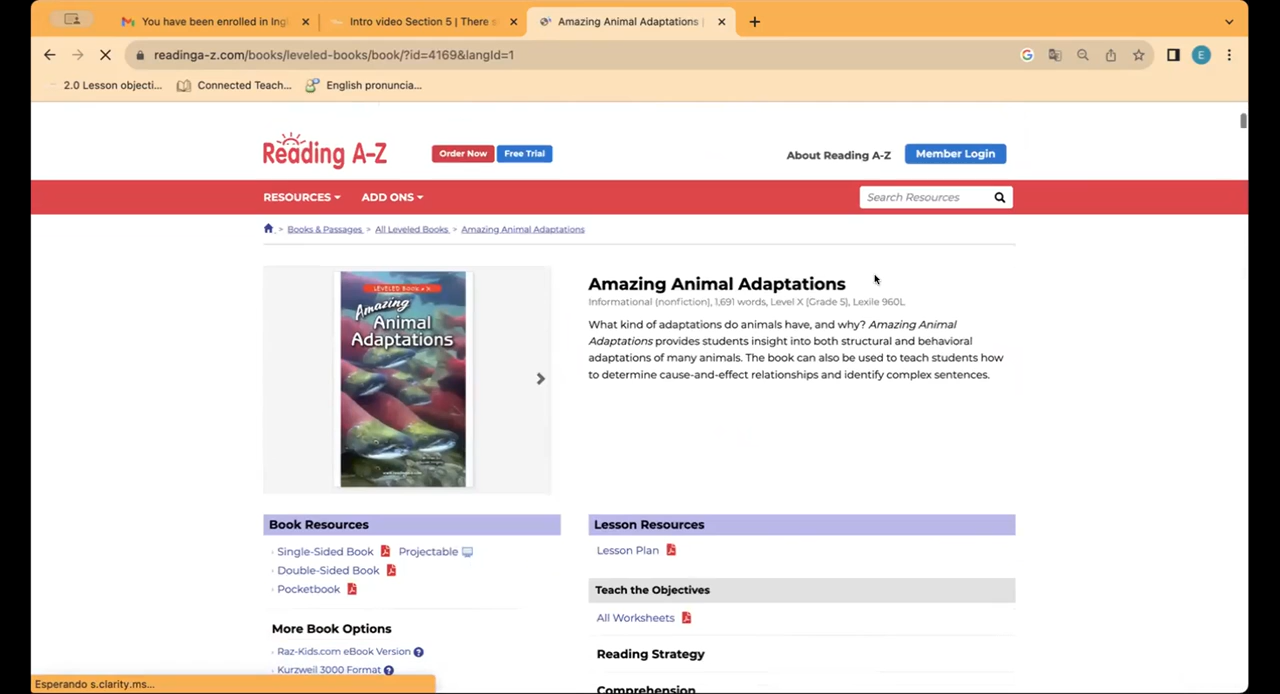 You have been enrolled in Ing
Intro video Section 5 | There s
Amazing Animal Adaptations |
readinga-z.com/books/leveled-books/book/?id=4169&langId=1
E
2.0 Lesson objecti...
Connected Teach...
English pronuncia...
Reading A-Z
Order Now
Free Trial
About Reading A-Z
Member Login
RESOURCES
ADD ONS
Search Resources
> Books & Passages > All Leveled Books > Amazing Animal Adaptations
LEVELED BOOK • X
Amazing
Animal
Adaptations
Amazing Animal Adaptations
Informational (nonfiction), 1,691 words, Level X (Grade 5), Lexile 960L
What kind of adaptations do animals have, and why? Amazing Animal
Adaptations provides students insight into both structural and behavioral
adaptations of many animals. The book can also be used to teach students how
to determine cause-and-effect relationships and identify complex sentences.
Book Resources
Single-Sided Book
Projectable
Double-Sided Book
Pocketbook
More Book Options
Raz-Kids.com eBook Version ?
Kurzweil 3000 Format ?
Lesson Resources
Lesson Plan
Teach the Objectives
All Worksheets
Reading Strategy
Comprehension
Esperando s.clarity.ms...